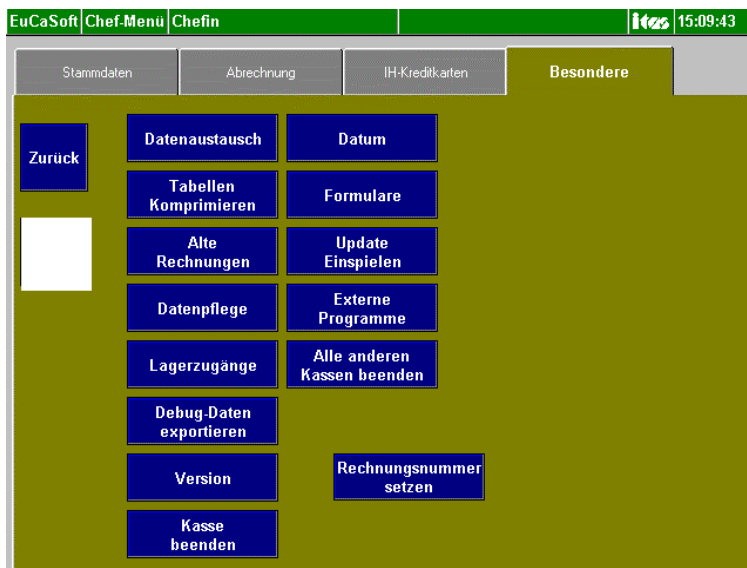 EuCaSoft Chef-Menü Chefin itas 15:09:43
Stammdaten Abrechnung IH-Kreditkarten Besondere
Zurück
Datenaustausch Datum
Tabellen
Komprimieren
Formulare
Alte
Rechnungen
Update
Einspielen
Datenpflege
Externe
Programme
Lagerzugänge
Alle anderen
Kassen beenden
Debug-Daten
exportieren
Version
Rechnungsnummer
setzen
Kasse
beenden